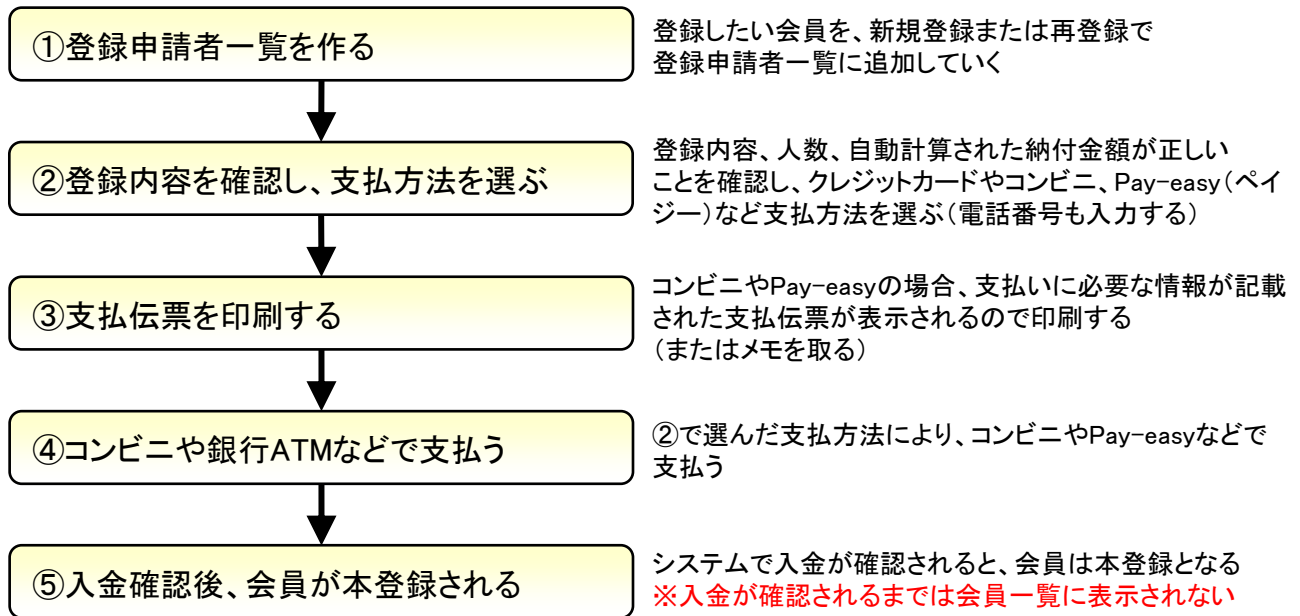 ①登録申請者一覧を作る
登録したい会員を、新規登録または再登録で
登録申請者一覧に追加していく
②登録内容を確認し、支払方法を選ぶ
登録内容、人数、自動計算された納付金額が正しい
ことを確認し、クレジットカードやコンビニ、Pay-easy（ペイ
ジー）など支払方法を選ぶ（電話番号も入力する）
③支払伝票を印刷する
コンビニやPay-easyの場合、支払いに必要な情報が記載
された支払伝票が表示されるので印刷する
（またはメモを取る）
④コンビニや銀行ATMなどで支払う
②で選んだ支払方法により、コンビニやPay-easyなどで
支払う
⑤入金確認後、会員が本登録される
システムで入金が確認されると、会員は本登録となる
※入金が確認されるまでは会員一覧に表示されない